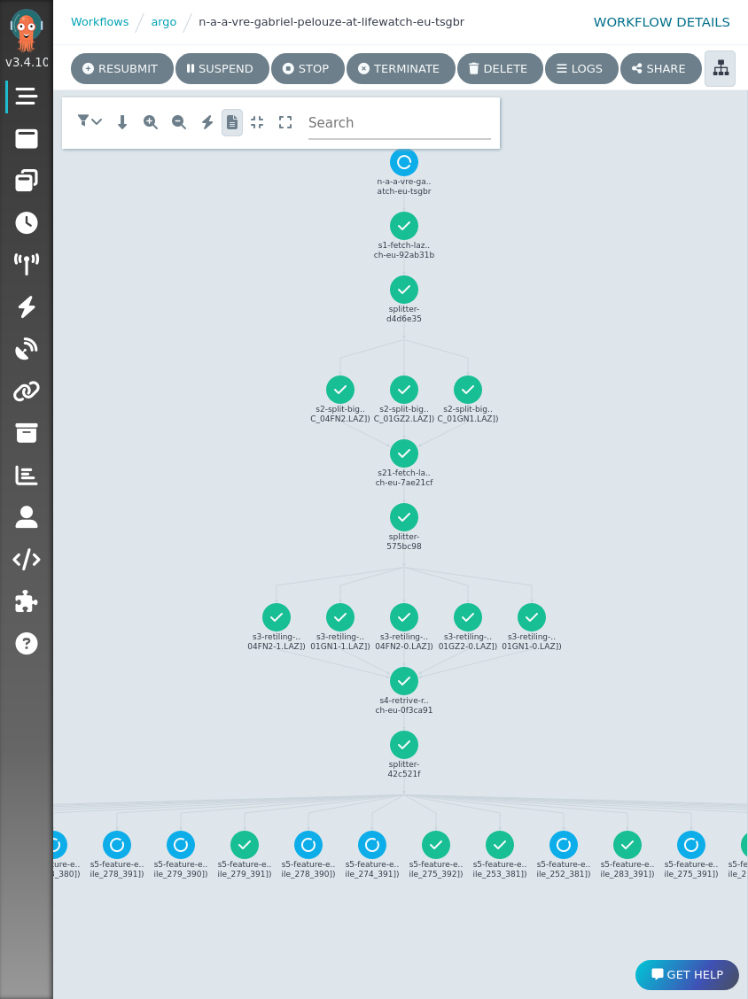 Workflows / argo / n-a-a-vre-gabriel-pelouze-at-lifewatch-eu-tsgbr
WORKFLOW DETAILS
v3.4.10
RESUBMIT SUSPEND STOP TERMINATE DELETE LOGS SHARE
Search
n-a-a-vre-ga..
atch-eu-tsgbr
s1-fetch-laz..
ch-eu-92ab31b
splitter-
d4d6e35
s2-split-big.. s2-split-big.. s2-split-big..
C_04FN2.LAZ]) C_01GZ2.LAZ]) C_01GN1.LAZ])
s21-fetch-la..
ch-eu-7ae21cf
splitter-
575bc98
s3-retiling-.. s3-retiling-.. s3-retiling-.. s3-retiling-.. s3-retiling-..
04FN2-1.LAZ]) 01GN1-1.LAZ]) 04FN2-0.LAZ]) 01GZ2-0.LAZ]) 01GN1-0.LAZ])
s4-retrive-r..
ch-eu-0f3ca91
splitter-
42c521f
ture-e.. s5-feature-e.. s5-feature-e.. s5-feature-e.. s5-feature-e.. s5-feature-e.. s5-feature-e.. s5-feature-e.. s5-feature-e.. s5-feature-e.. s5-feature-e.. s5-fe
_380]) ile_278_391]) ile_279_390]) ile_279_391]) ile_278_390]) ile_274_391]) ile_275_392]) ile_253_381]) ile_252_381]) ile_283_391]) ile_275_391]) ile_2
GET HELP